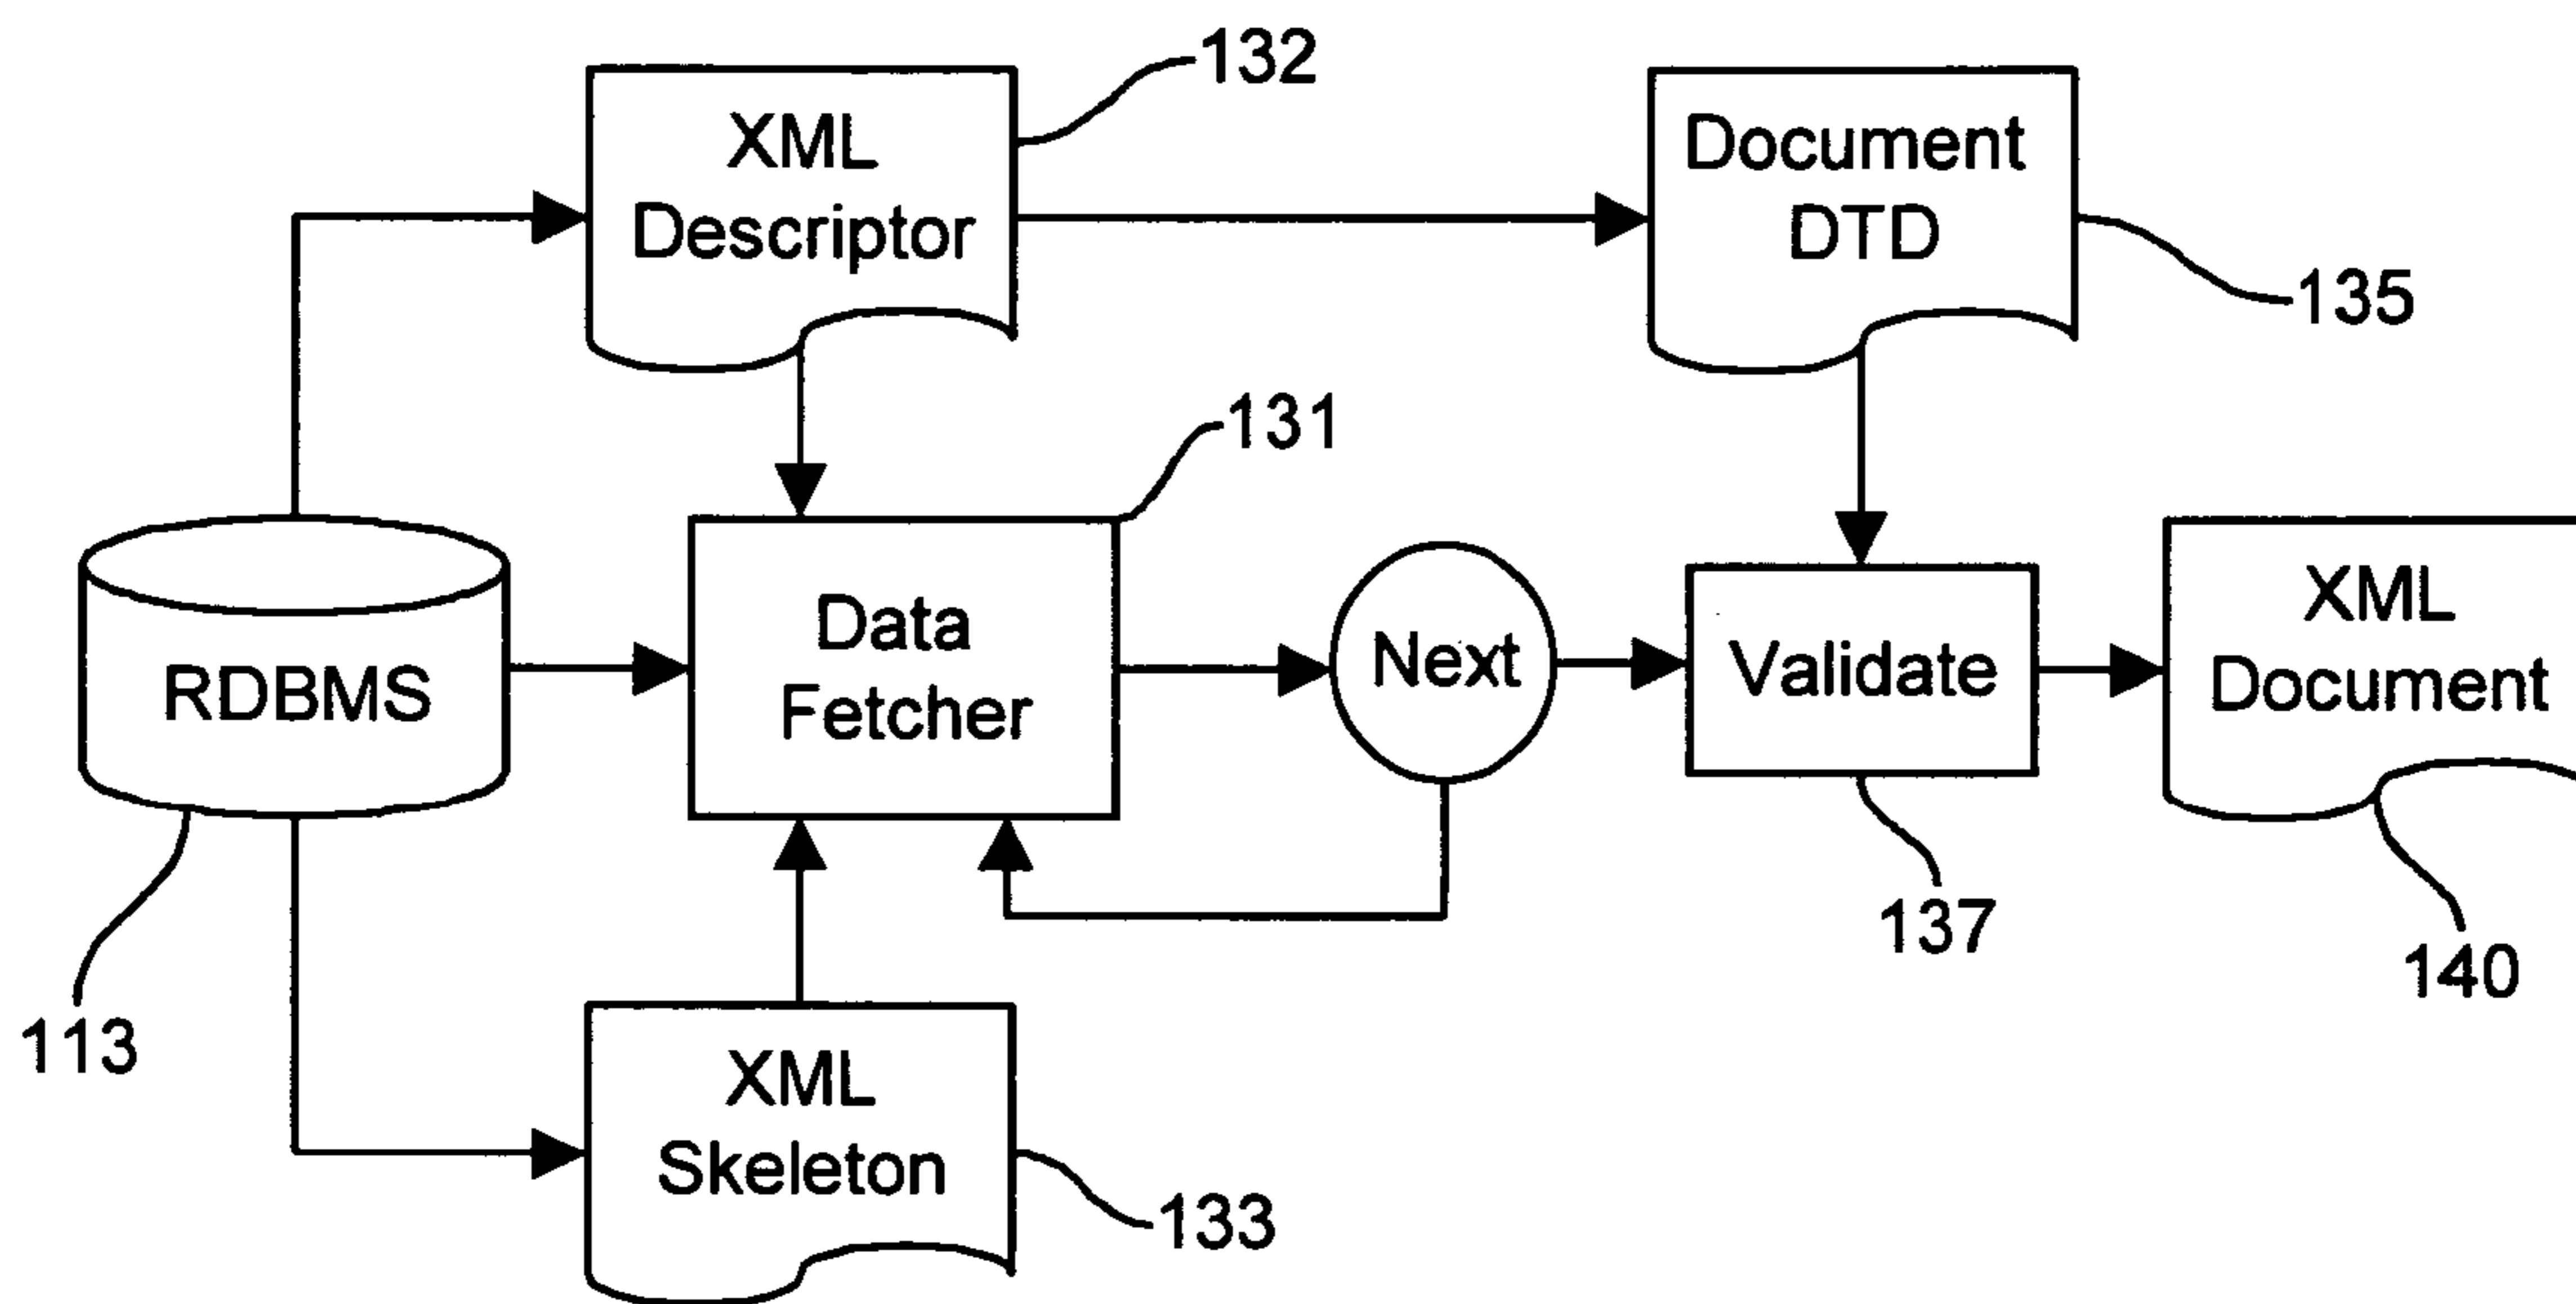 132
XML
Descriptor
Document
DTD
135
131
RDBMS
Data
Fetcher
Next
Validate
XML
Document
113
137
140
XML
Skeleton
133